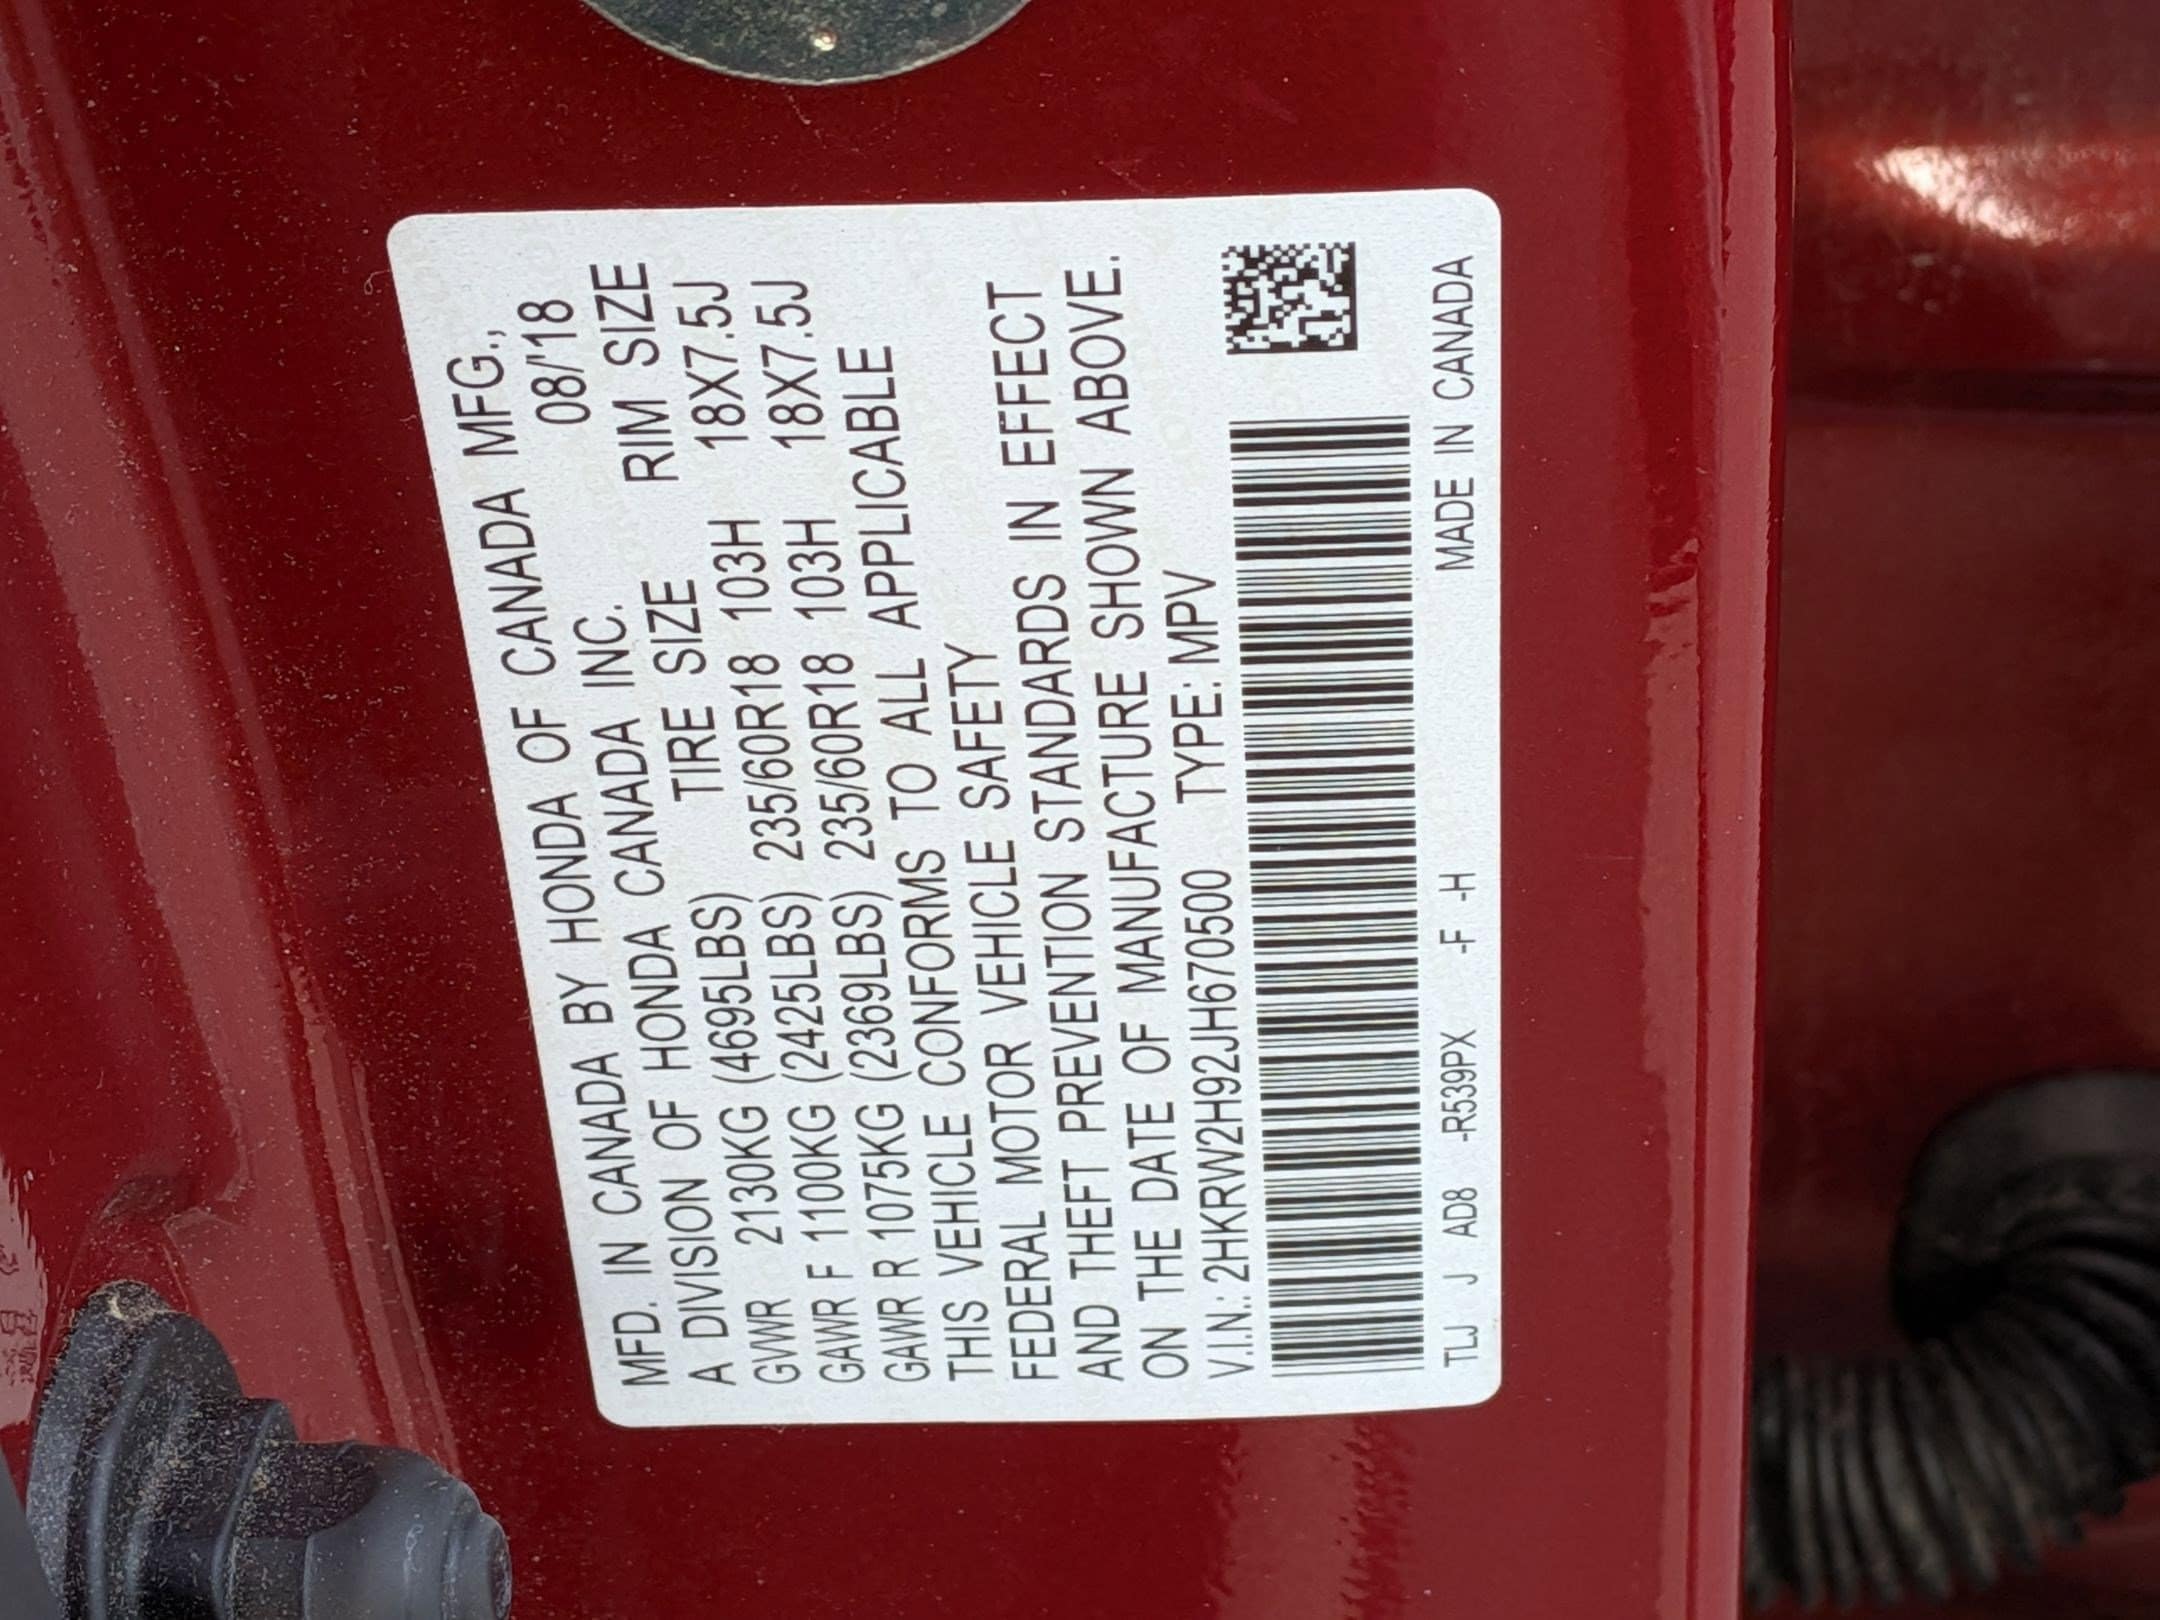 MFD. IN CANADA BY HONDA OF CANADA MFG.,
A DIVISION OF HONDA CANADA INC. 08/'18
GVWR 2130KG (4695LBS) TIRE SIZE RIM SIZE
GAWR F 1100KG (2425LBS) 235/60R18 103H 18X7.5J
GAWR R 1075KG (2369LBS) 235/60R18 103H 18X7.5J
THIS VEHICLE CONFORMS TO ALL APPLICABLE
FEDERAL MOTOR VEHICLE SAFETY
AND THEFT PREVENTION STANDARDS IN EFFECT
ON THE DATE OF MANUFACTURE SHOWN ABOVE.
V.I.N.: 2HKRW2H92JH670500 TYPE: MPV
TLJ J AD8 -R539PX -F -H MADE IN CANADA